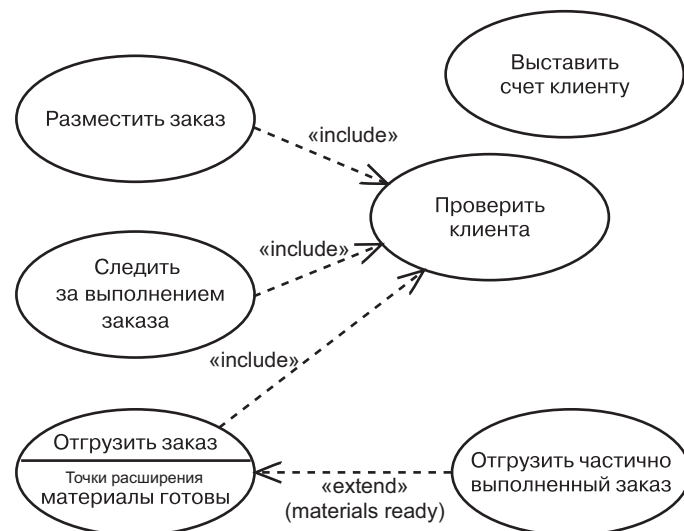 Выставить
счет клиенту
Разместить заказ
«include»
Проверить
клиента
«include»
Следить
за выполнением
заказа
«include»
Отгрузить заказ
Точки расширения
материалы готовы
«extend»
(materials ready)
Отгрузить частично
выполненный заказ